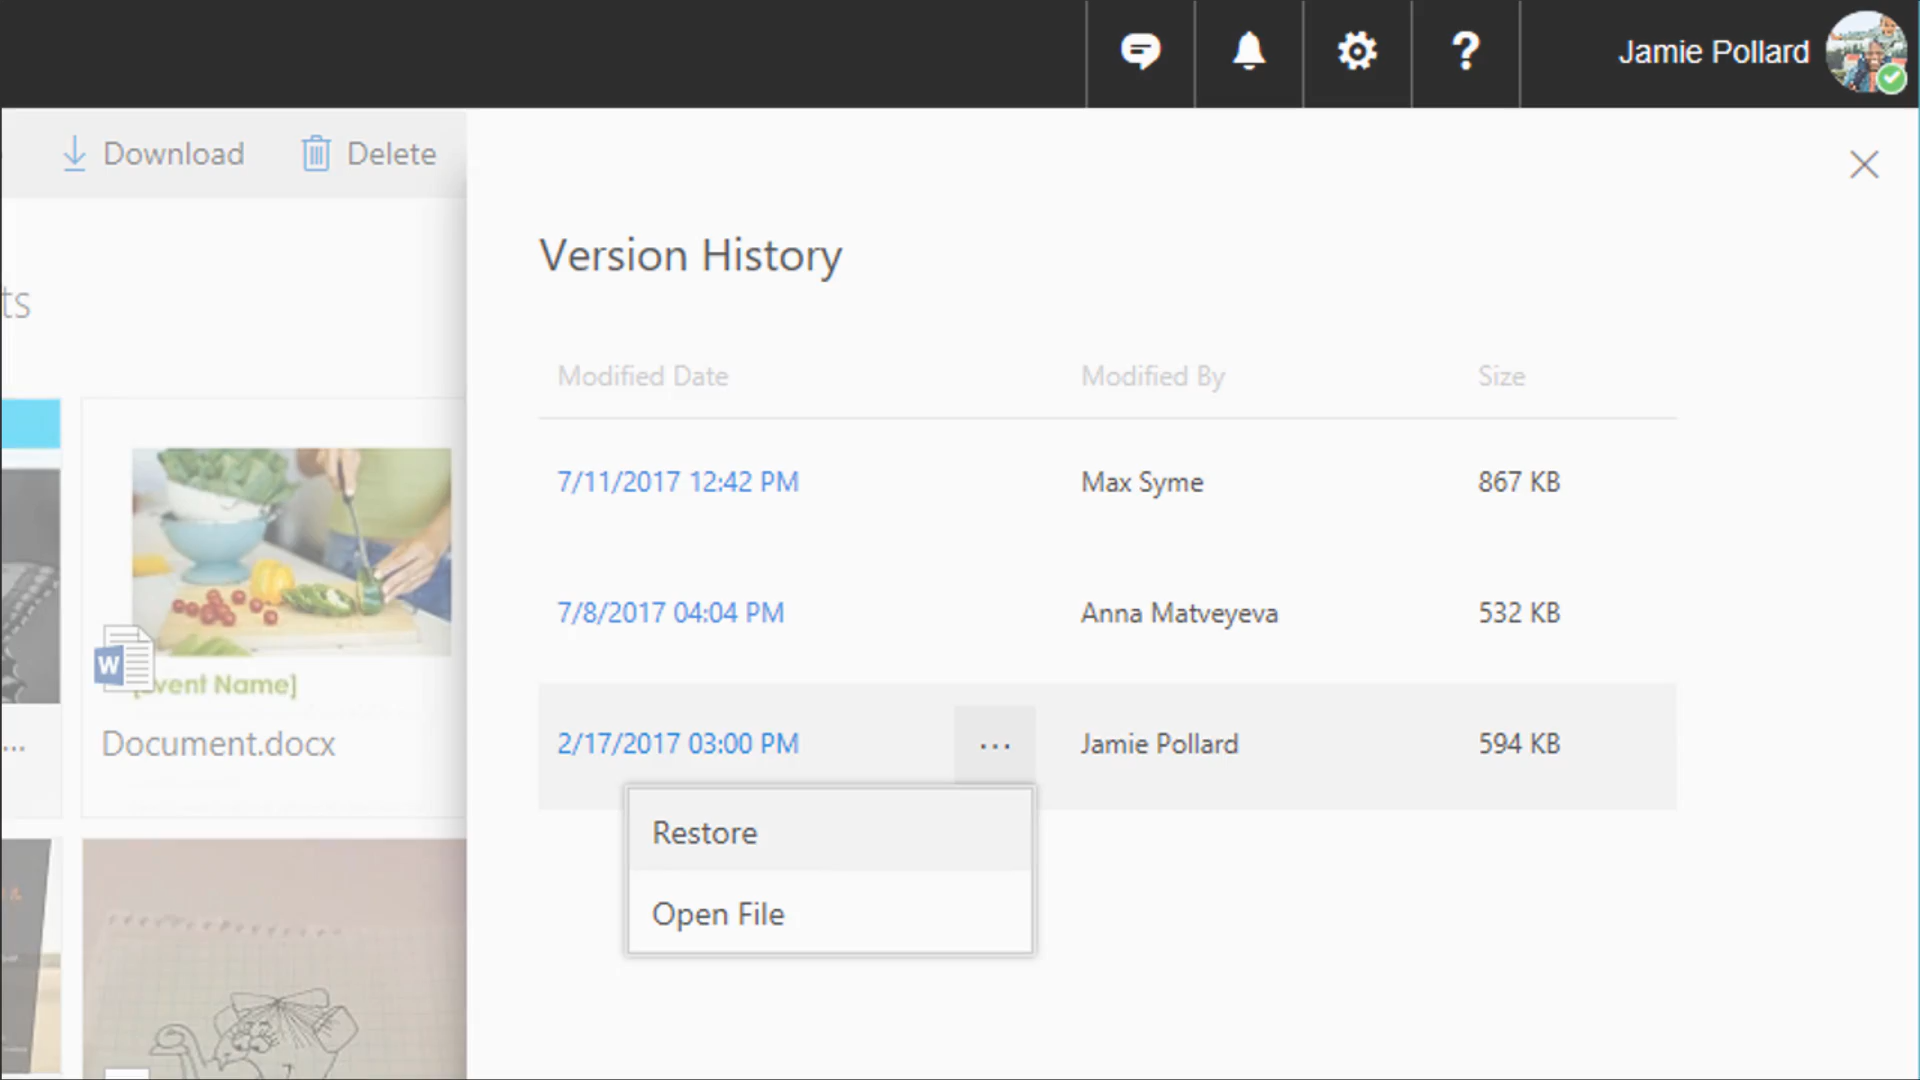 Jamie Pollard
Download
Delete
Version History
ts
Modified Date Modified By Size
7/11/2017 12:42 PM Max Syme 867 KB
7/8/2017 04:04 PM Anna Matveyeva 532 KB
2/17/2017 03:00 PM ... Jamie Pollard 594 KB
Restore
Open File
W
[Event Name]
Document.docx
...
&